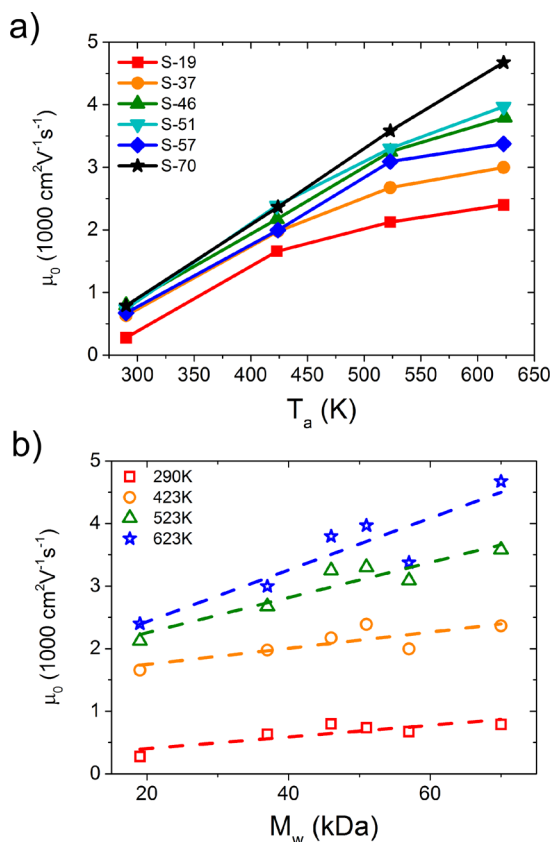 a)
5
4
3
2
1
0
μ₀ (1000 cm²V⁻¹s⁻¹)
S-19
S-37
S-46
S-51
S-57
S-70
300 350 400 450 500 550 600 650
Tₐ (K)
b)
5
4
3
2
1
0
μ₀ (1000 cm²V⁻¹s⁻¹)
290K
423K
523K
623K
20 40 60
M_w (kDa)